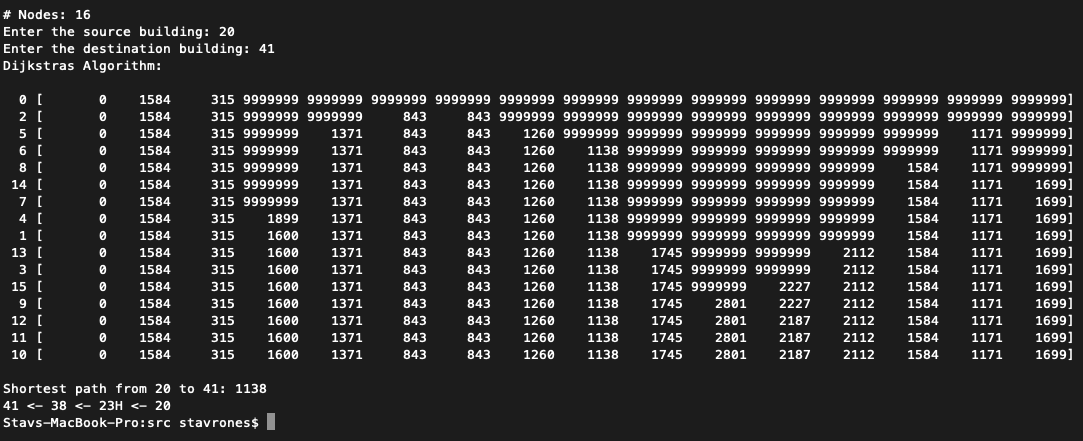 # Nodes: 16
Enter the source building: 20
Enter the destination building: 41
Dijkstras Algorithm:
0 [ 0 1584 315 9999999 9999999 9999999 9999999 9999999 9999999 9999999 9999999 9999999 9999999 9999999 9999999 9999999]
2 [ 0 1584 315 9999999 9999999 843 843 9999999 9999999 9999999 9999999 9999999 9999999 9999999 9999999 9999999]
5 [ 0 1584 315 9999999 1371 843 843 1260 9999999 9999999 9999999 9999999 9999999 9999999 1171 9999999]
6 [ 0 1584 315 9999999 1371 843 843 1260 1138 9999999 9999999 9999999 9999999 9999999 1171 9999999]
8 [ 0 1584 315 9999999 1371 843 843 1260 1138 9999999 9999999 9999999 9999999 1584 1171 9999999]
14 [ 0 1584 315 9999999 1371 843 843 1260 1138 9999999 9999999 9999999 9999999 1584 1171 1699]
7 [ 0 1584 315 9999999 1371 843 843 1260 1138 9999999 9999999 9999999 9999999 1584 1171 1699]
4 [ 0 1584 315 1899 1371 843 843 1260 1138 9999999 9999999 9999999 9999999 1584 1171 1699]
1 [ 0 1584 315 1600 1371 843 843 1260 1138 9999999 9999999 9999999 9999999 1584 1171 1699]
13 [ 0 1584 315 1600 1371 843 843 1260 1138 1745 9999999 9999999 2112 1584 1171 1699]
3 [ 0 1584 315 1600 1371 843 843 1260 1138 1745 9999999 9999999 2112 1584 1171 1699]
15 [ 0 1584 315 1600 1371 843 843 1260 1138 1745 9999999 2227 2112 1584 1171 1699]
9 [ 0 1584 315 1600 1371 843 843 1260 1138 1745 2801 2227 2112 1584 1171 1699]
12 [ 0 1584 315 1600 1371 843 843 1260 1138 1745 2801 2187 2112 1584 1171 1699]
11 [ 0 1584 315 1600 1371 843 843 1260 1138 1745 2801 2187 2112 1584 1171 1699]
10 [ 0 1584 315 1600 1371 843 843 1260 1138 1745 2801 2187 2112 1584 1171 1699]
Shortest path from 20 to 41: 1138
41 <- 38 <- 23H <- 20
Stavs-MacBook-Pro:src stavrones$